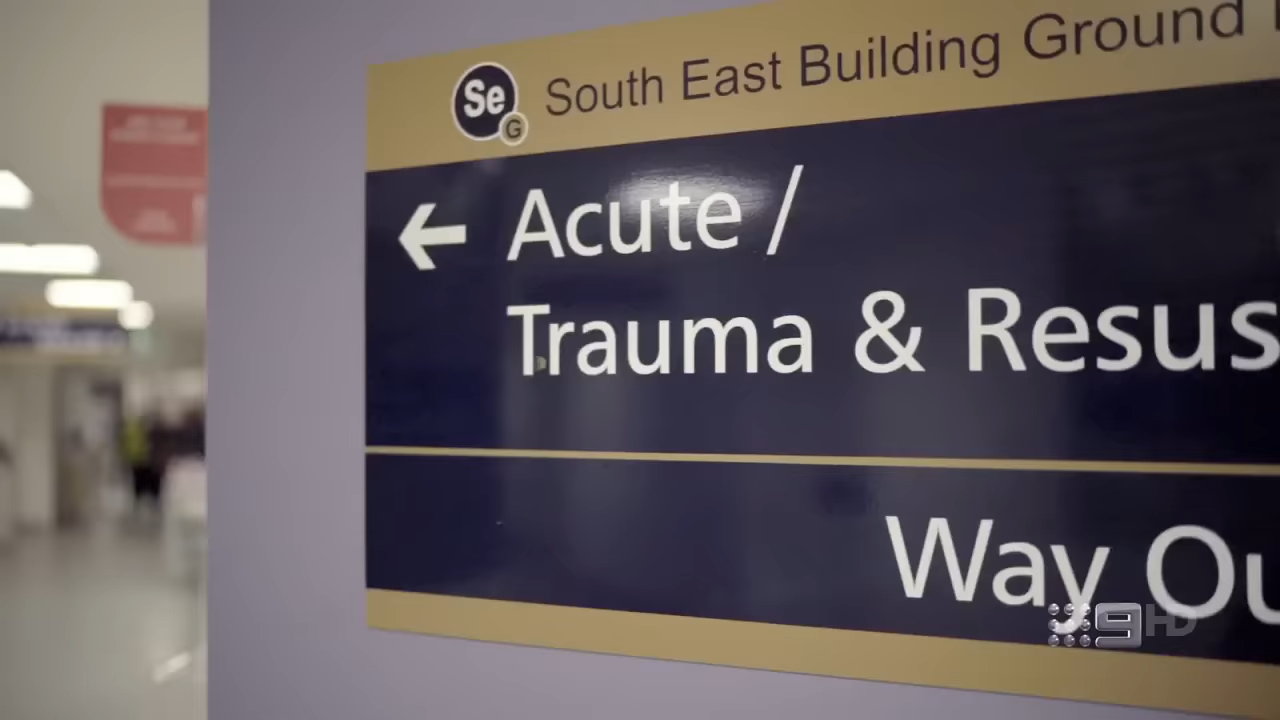 Se
G
South East Building Ground
Acute /
Trauma & Resus
Way Ou
9HD